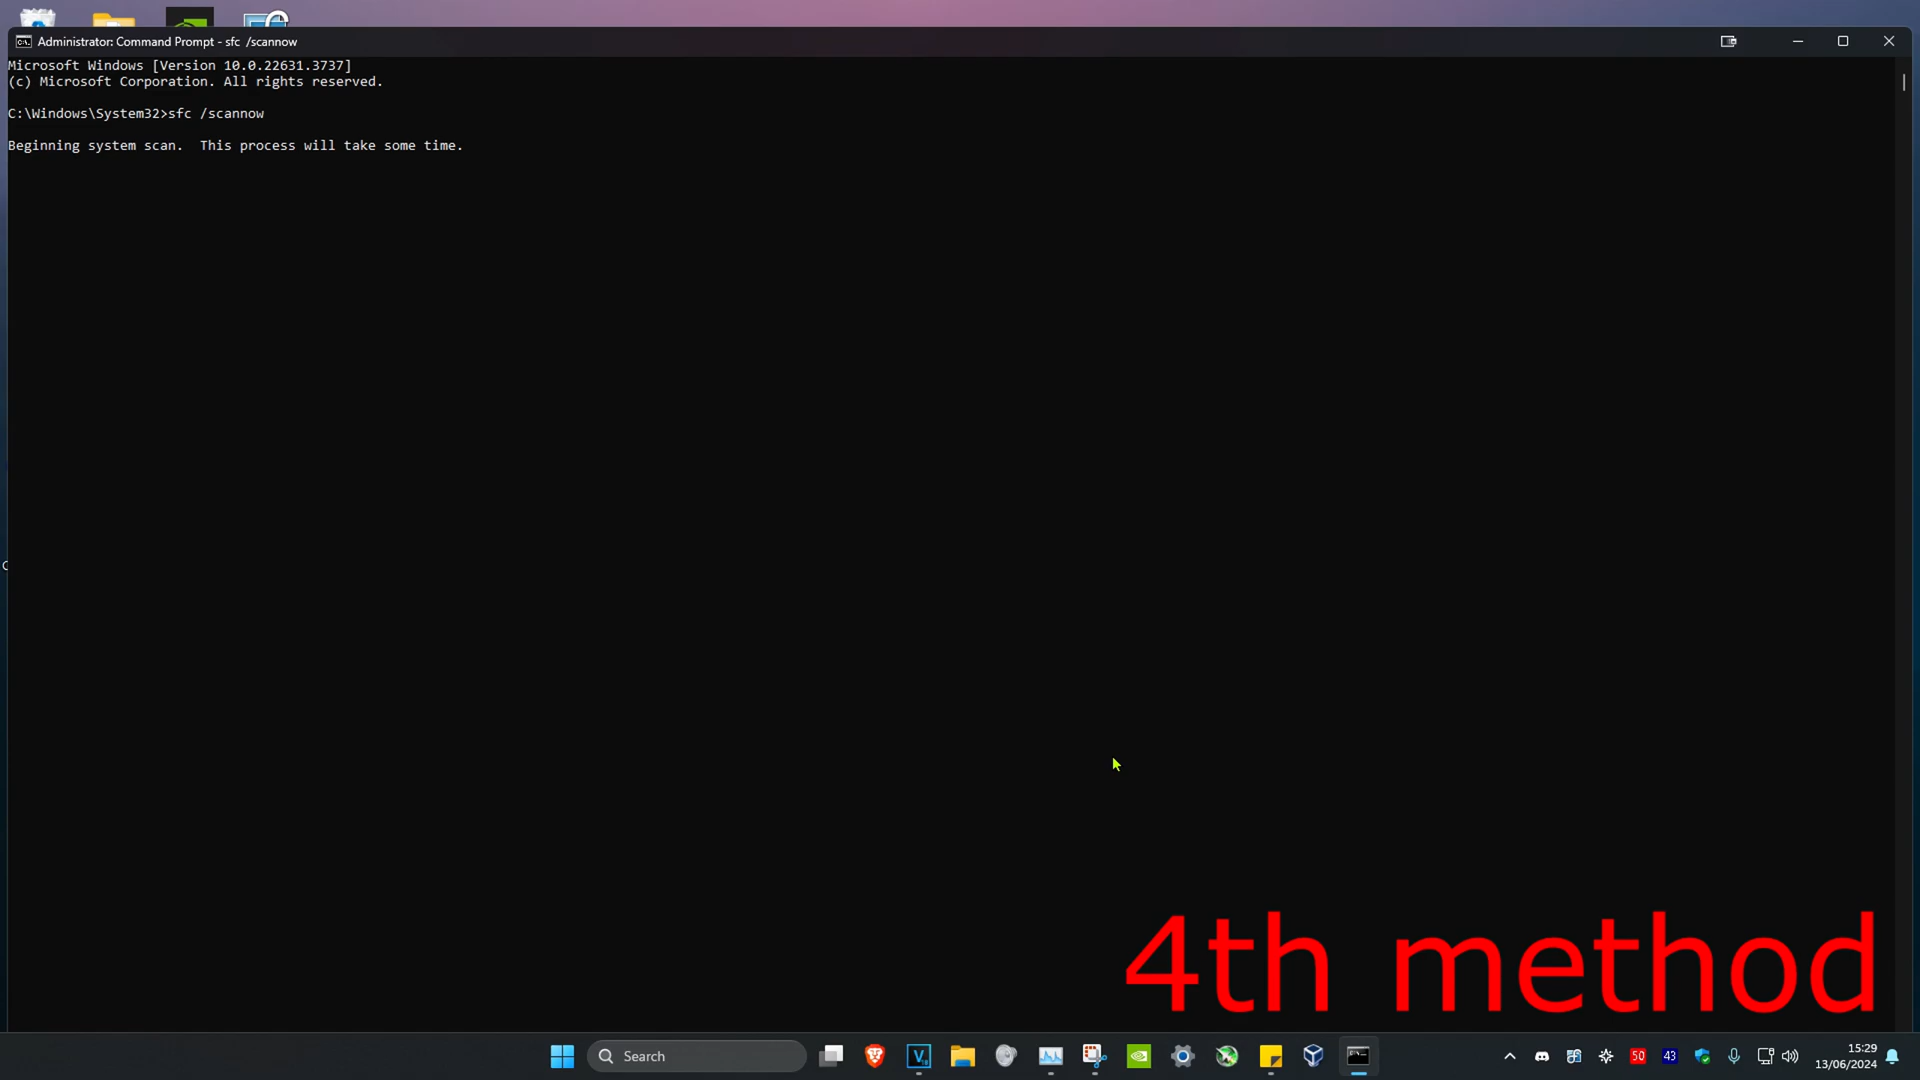 Administrator: Command Prompt - sfc  /scannow
Microsoft Windows [Version 10.0.22631.3737]
(c) Microsoft Corporation. All rights reserved.
C:\Windows\System32>sfc /scannow
Beginning system scan.  This process will take some time.
4th method
Search
50
43
15:29
13/06/2024